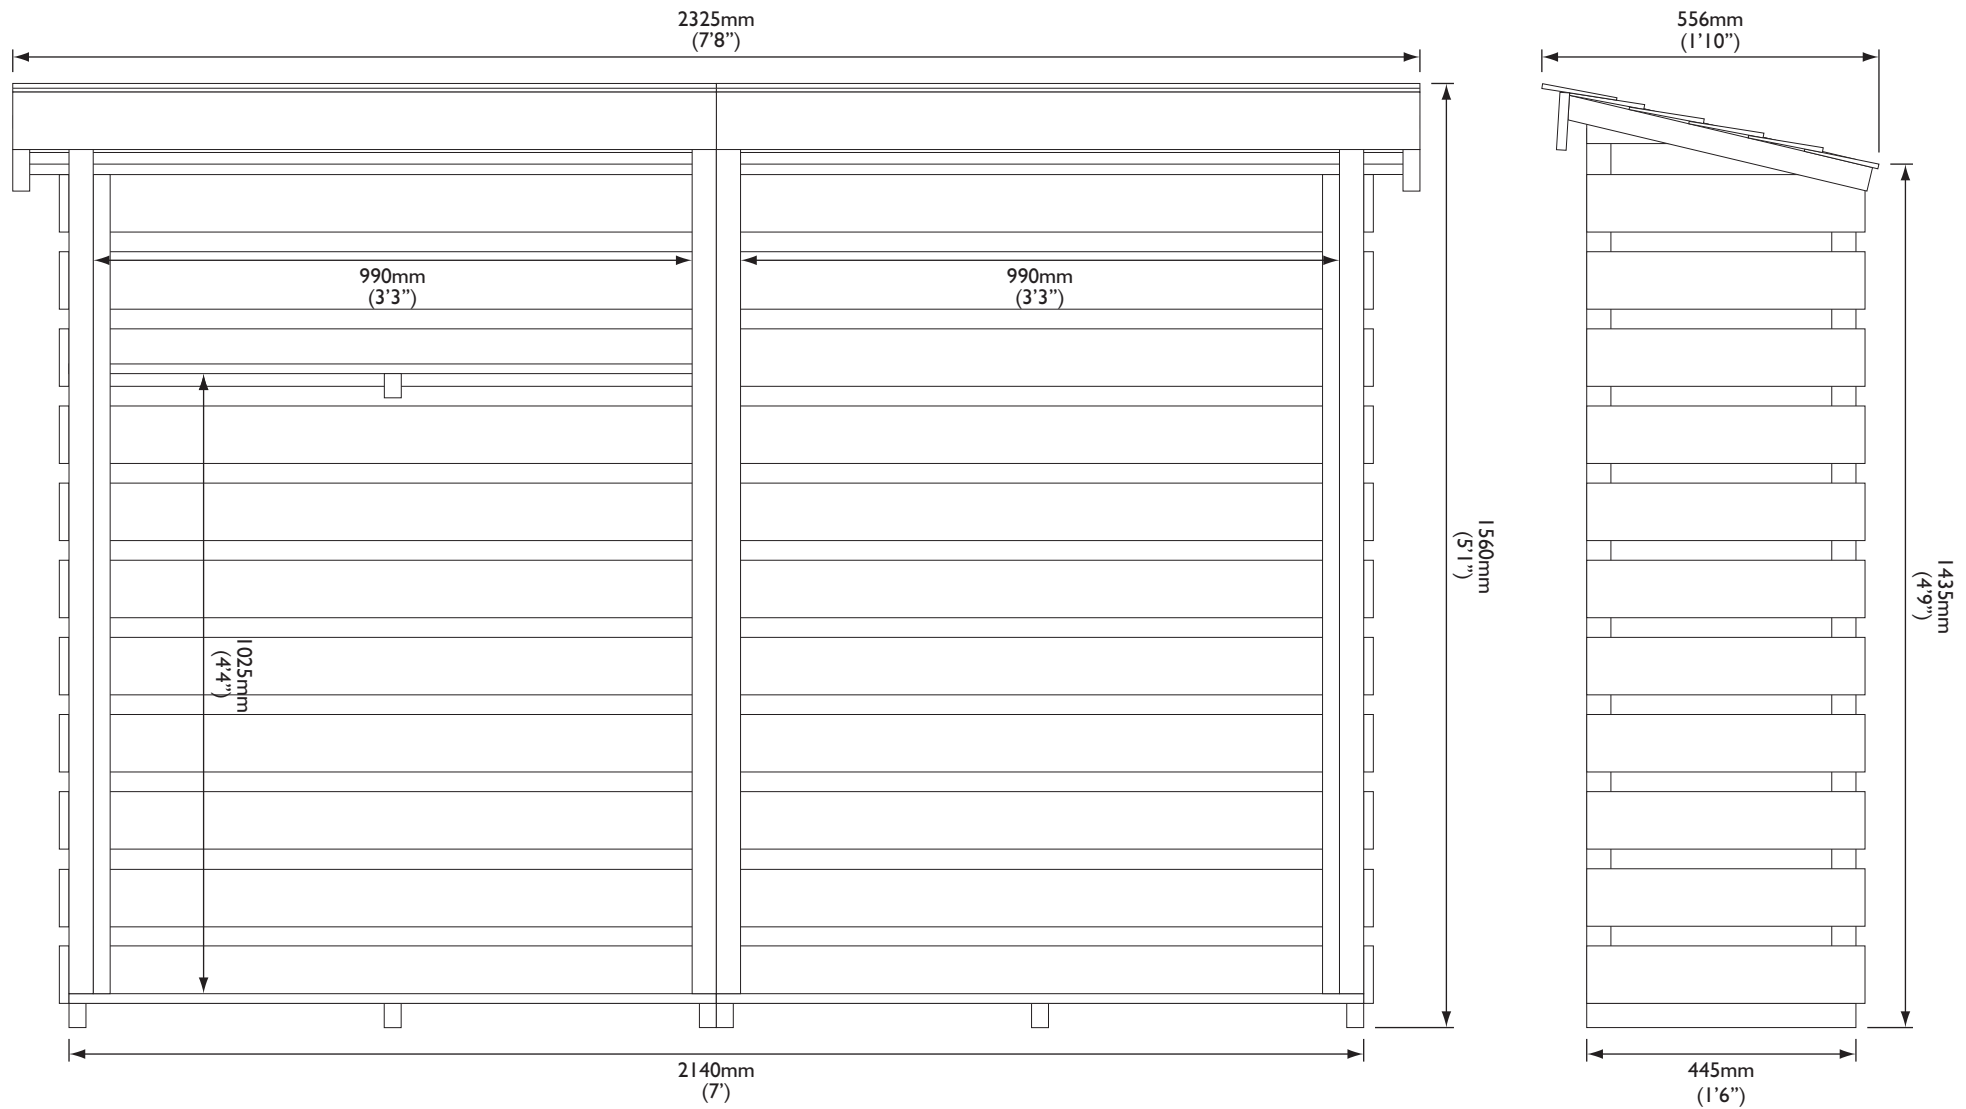 2325mm
(7’8”)
556mm
(1’10”)
990mm
(3’3”)
990mm
(3’3”)
1560mm
(5’1”)
1435mm
(4’9”)
1025mm
(4’4”)
2140mm
(7’)
445mm
(1’6”)